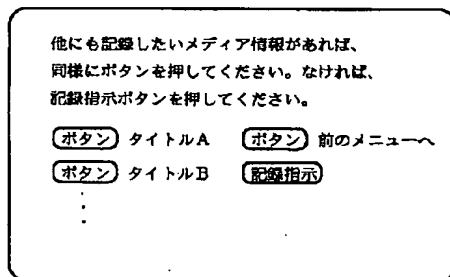 他にも記録したいメディア情報があれば、
同様にボタンを押してください。なければ、
記録指示ボタンを押してください。
ボタン タイトルA ボタン 前のメニューへ
ボタン タイトルB 記録指示